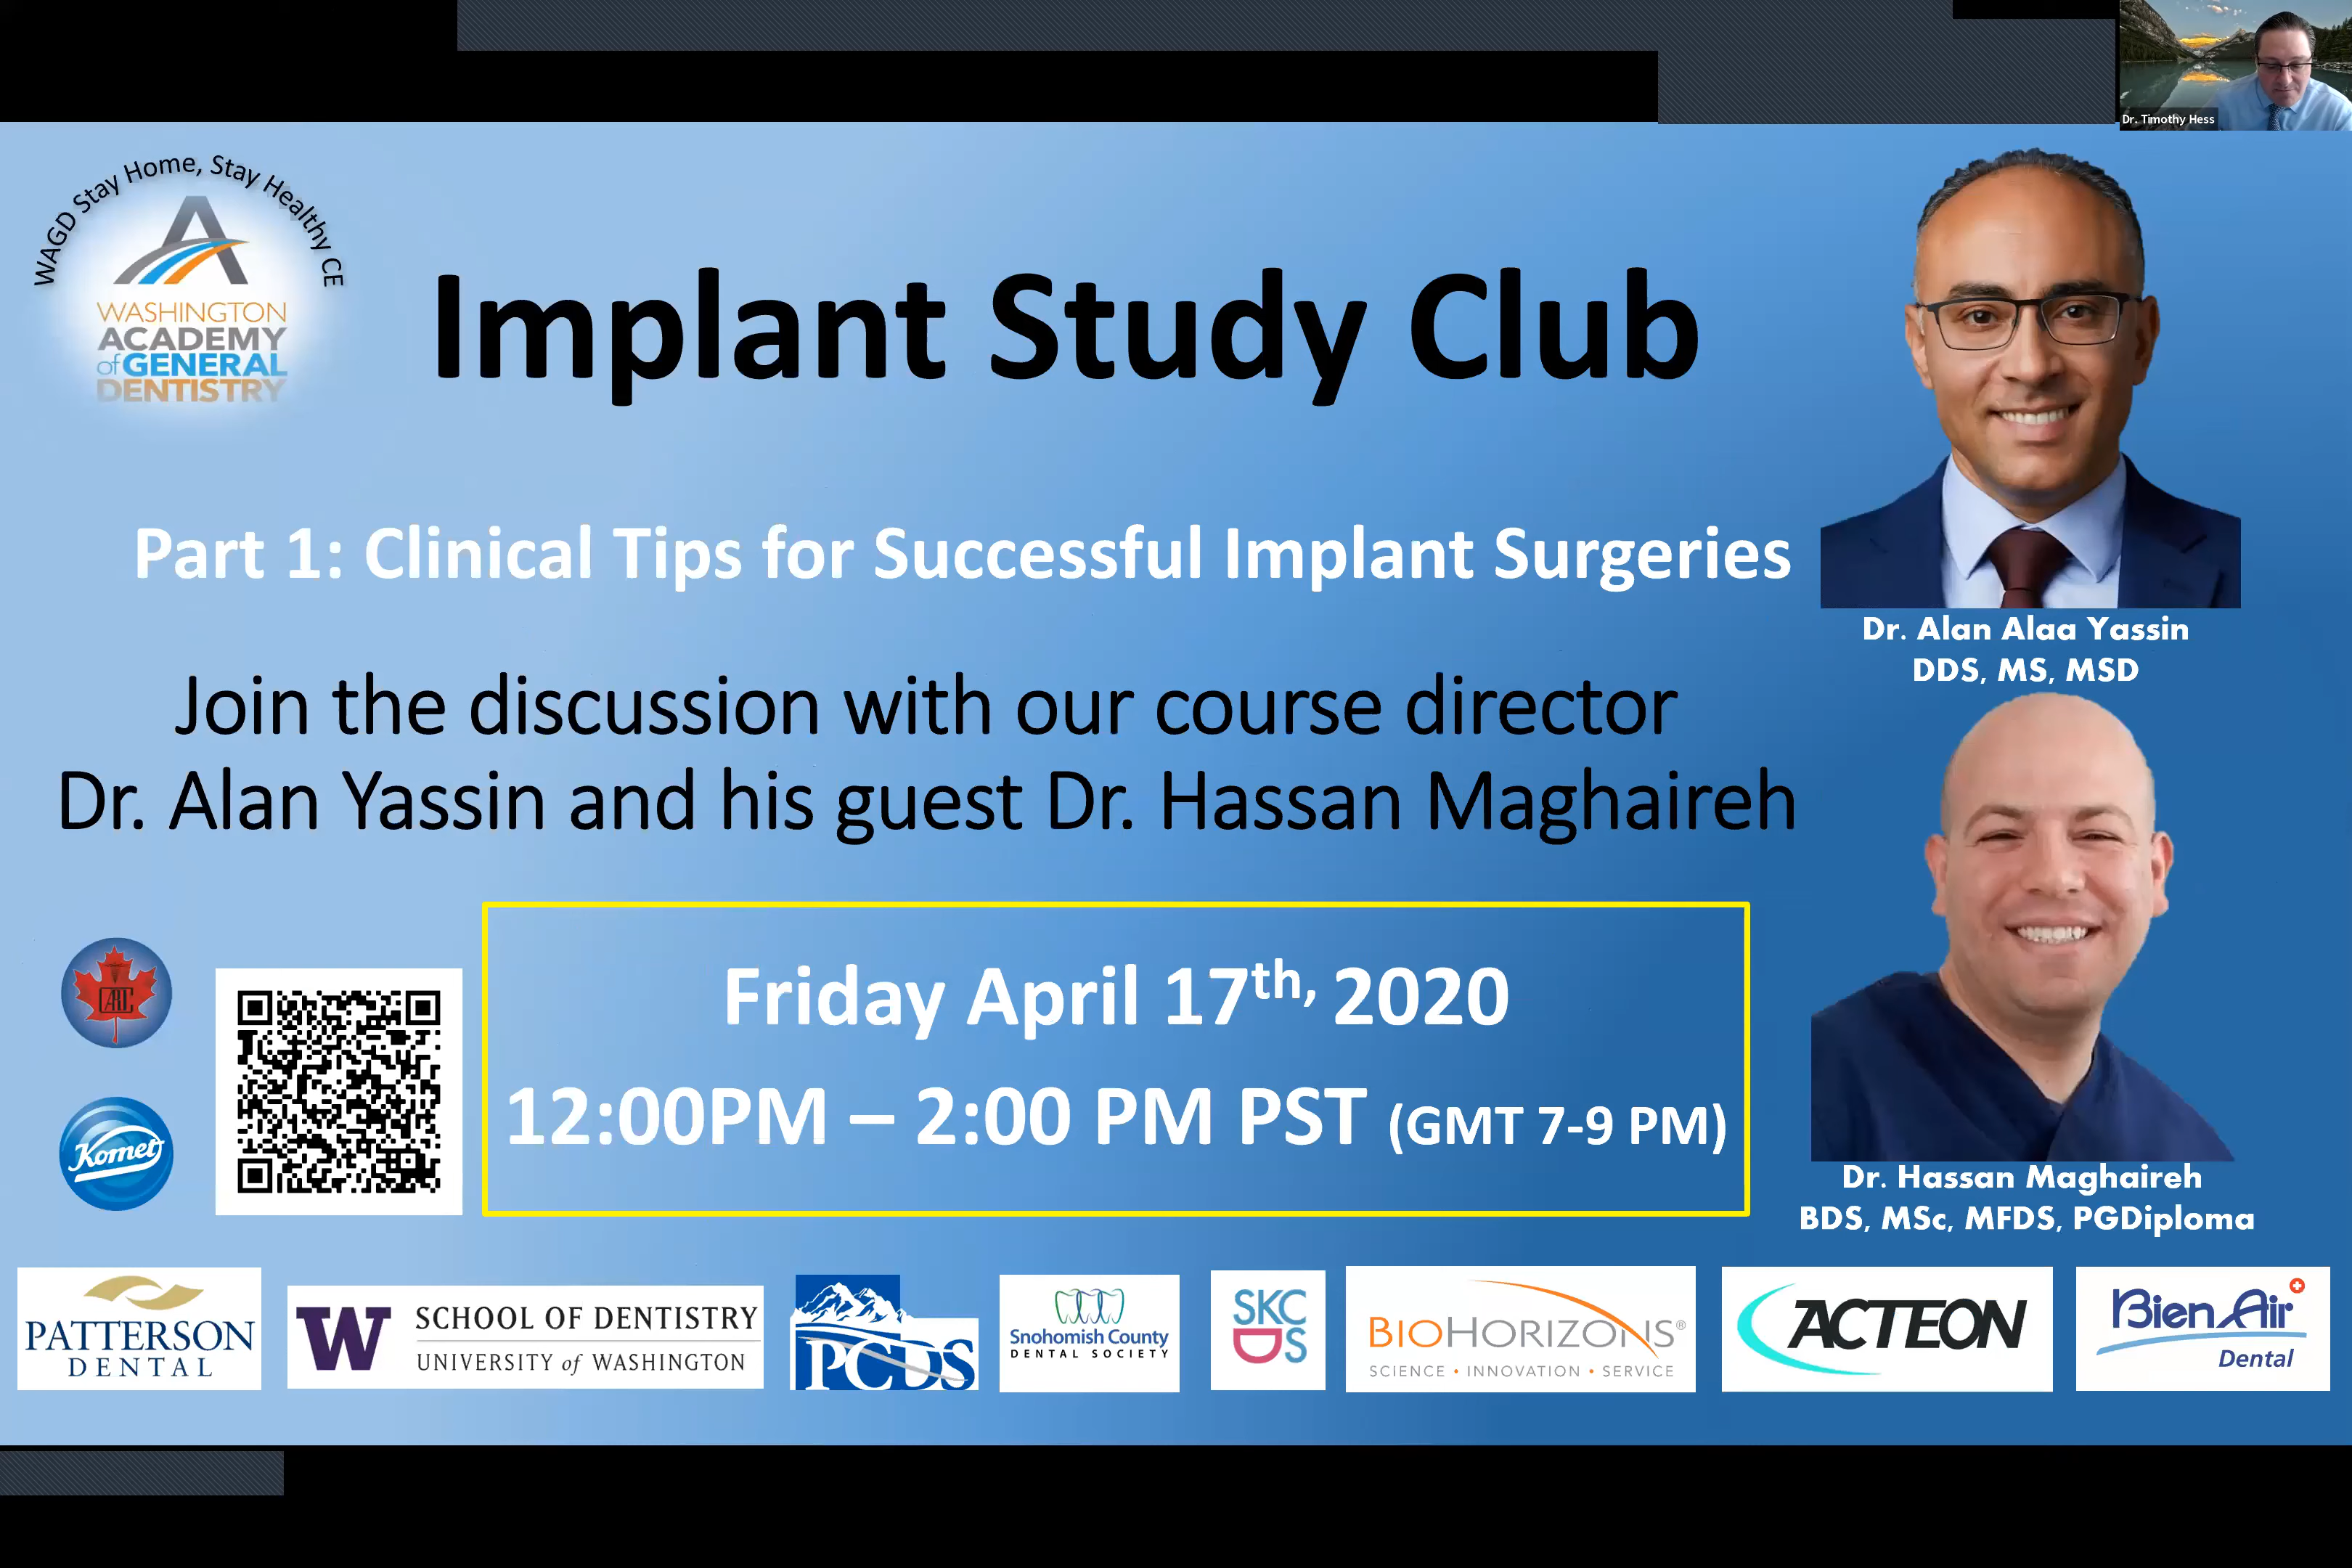 Dr. Timothy Hess
WAGD Stay Home, Stay Healthy CE
WASHINGTON
ACADEMY
of GENERAL
DENTISTRY
Implant Study Club
Part 1: Clinical Tips for Successful Implant Surgeries
Dr. Alan Alaa Yassin
DDS, MS, MSD
Join the discussion with our course director
Dr. Alan Yassin and his guest Dr. Hassan Maghaireh
Friday April 17th, 2020
12:00PM – 2:00 PM PST (GMT 7-9 PM)
Komet
Dr. Hassan Maghaireh
BDS, MSc, MFDS, PGDiploma
PATTERSON
DENTAL
W
SCHOOL OF DENTISTRY
UNIVERSITY of WASHINGTON
PCDS
Snohomish County
DENTAL SOCIETY
SKC
DS
BIOHORIZONS®
SCIENCE • INNOVATION • SERVICE
ACTEON
Bien Air
Dental